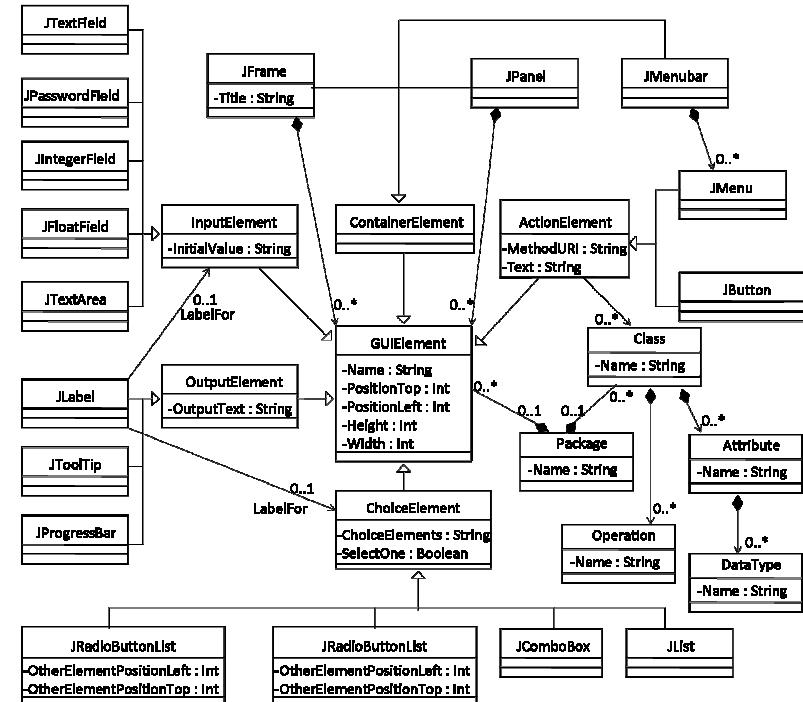 JTextField
JPasswordField
JIntegerField
JFloatField
JTextArea
JFrame
-Title : String
JPanel
JMenubar
0..*
JMenu
InputElement
-InitialValue : String
ContainerElement
ActionElement
-MethodURI : String
-Text : String
JButton
0..1
LabelFor
0..*
0..*
0..*
GUIElement
-Name : String
-PositionTop : Int
-PositionLeft : Int
-Height : Int
-Width : Int
Class
-Name : String
JLabel
OutputElement
-OutputText : String
0..*
0..1
0..1
0..*
0..*
Package
-Name : String
Attribute
-Name : String
JToolTip
JProgressBar
0..1
LabelFor
ChoiceElement
-ChoiceElements : String
-SelectOne : Boolean
0..*
Operation
-Name : String
0..*
DataType
-Name : String
JRadioButtonList
-OtherElementPositionLeft : Int
-OtherElementPositionTop : Int
JRadioButtonList
-OtherElementPositionLeft : Int
-OtherElementPositionTop : Int
JComboBox
JList